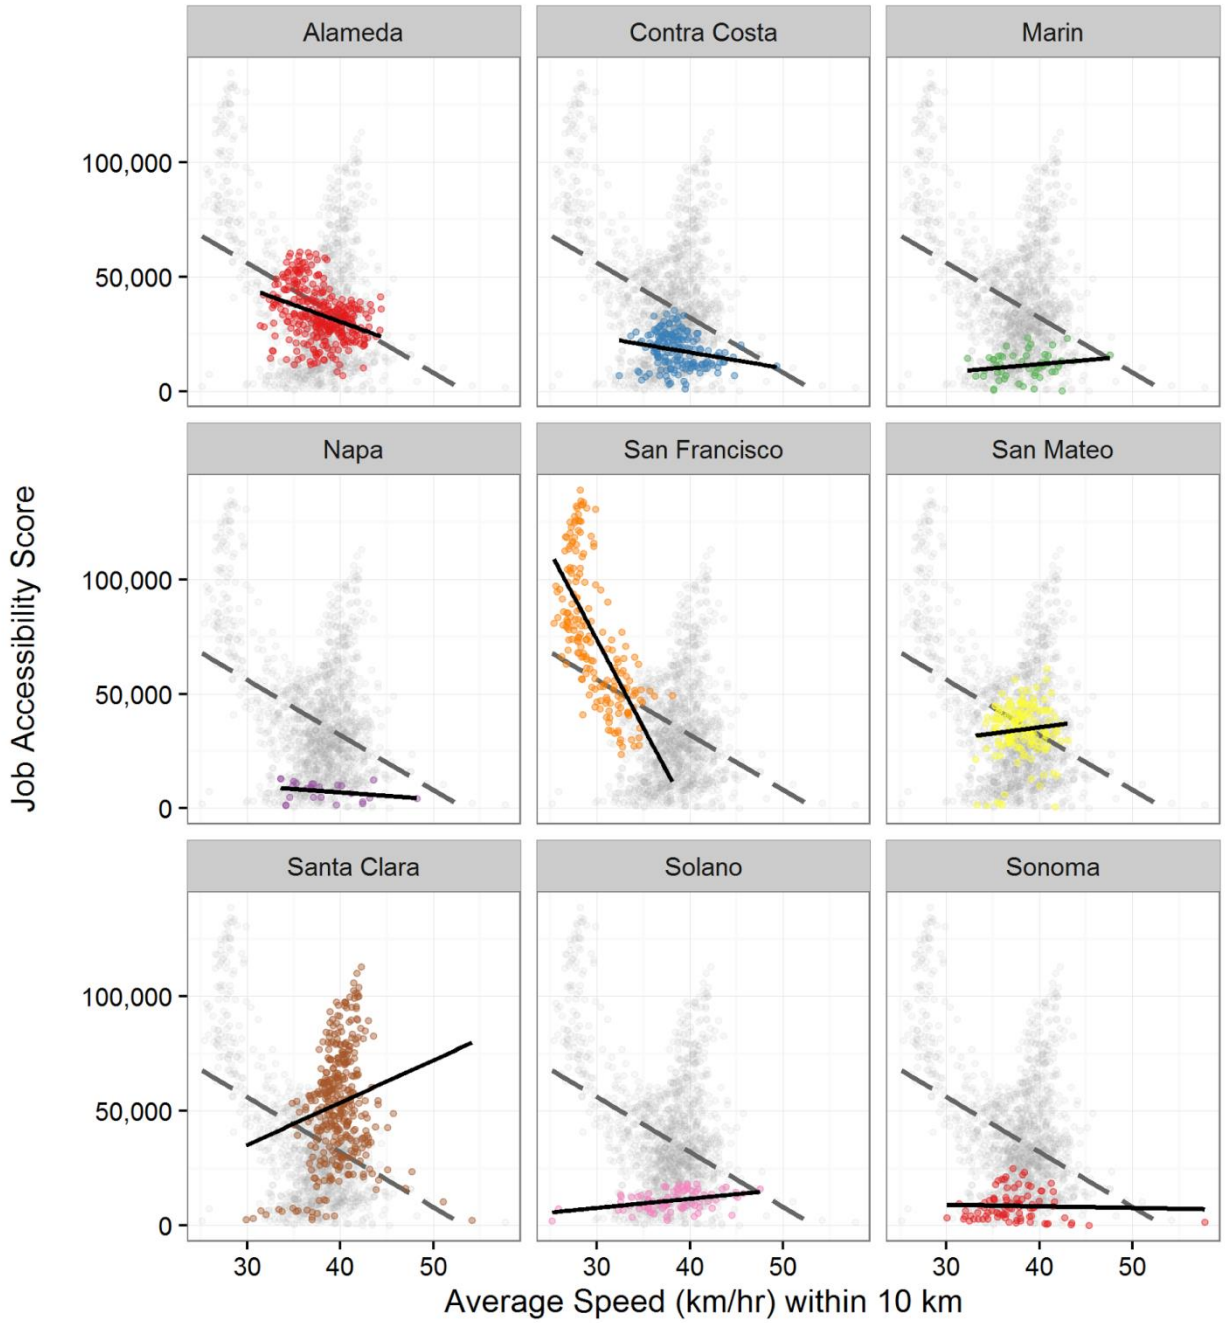 Alameda Contra Costa Marin
100,000
50,000
0
Napa San Francisco San Mateo
Job Accessibility Score
100,000
50,000
0
Santa Clara Solano Sonoma
100,000
50,000
0
30 40 50 30 40 50 30 40 50
Average Speed (km/hr) within 10 km